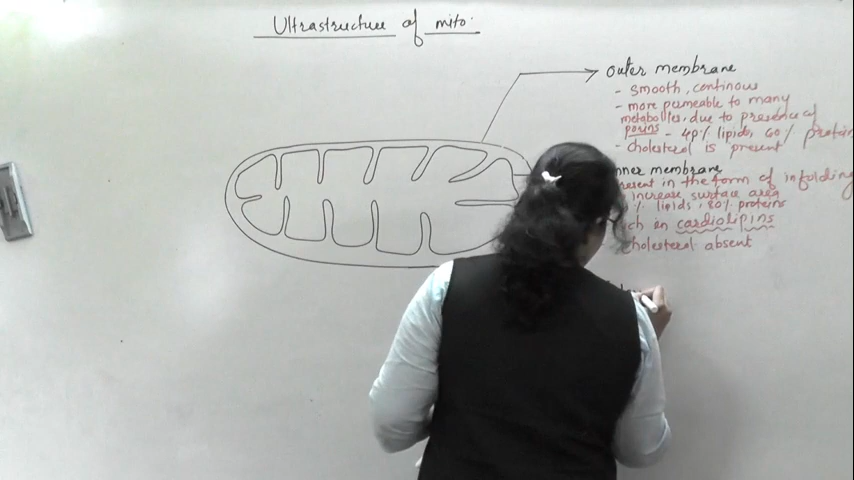 Ultrastructure of mito:
outer membrane
- smooth, continous
- more permeable to many
metabolites, due to presence of
porins - 40% lipids, 60% protein
- cholesterol is present
nner membrane
resent in the form of infolding
increase surface area
% lipids, 80% proteins
ch in cardiolipins
cholesterol absent